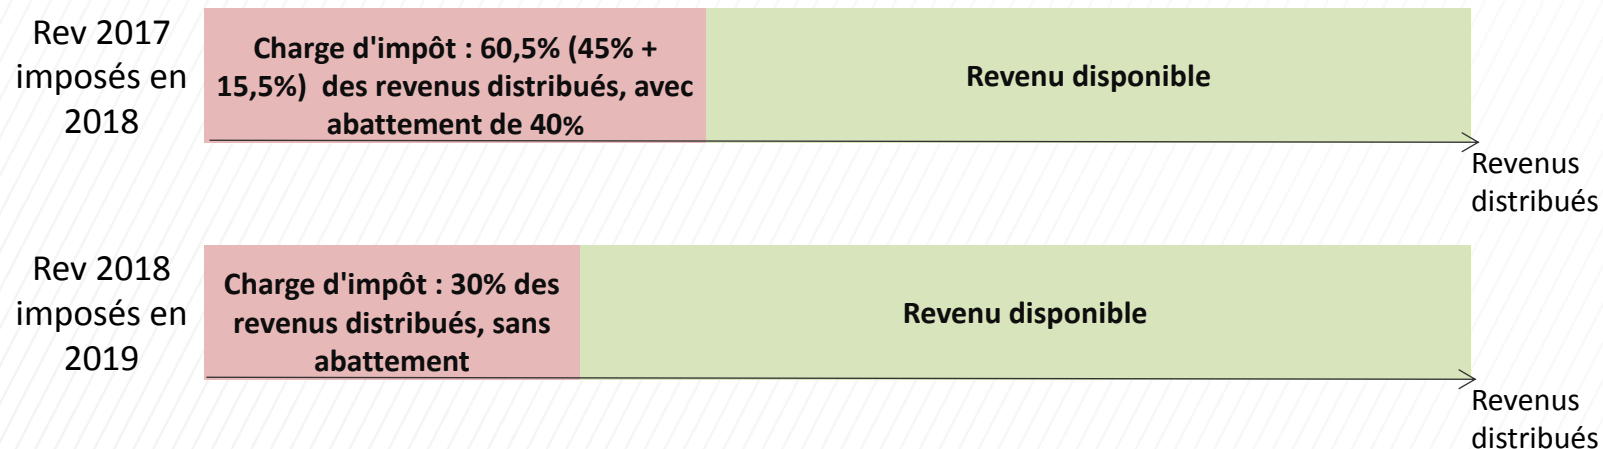 Rev 2017
imposés en
2018
Charge d'impôt : 60,5% (45% +
15,5%)  des revenus distribués, avec
abattement de 40%
Revenu disponible
Revenus
distribués
Rev 2018
imposés en
2019
Charge d'impôt : 30% des
revenus distribués, sans
abattement
Revenu disponible
Revenus
distribués